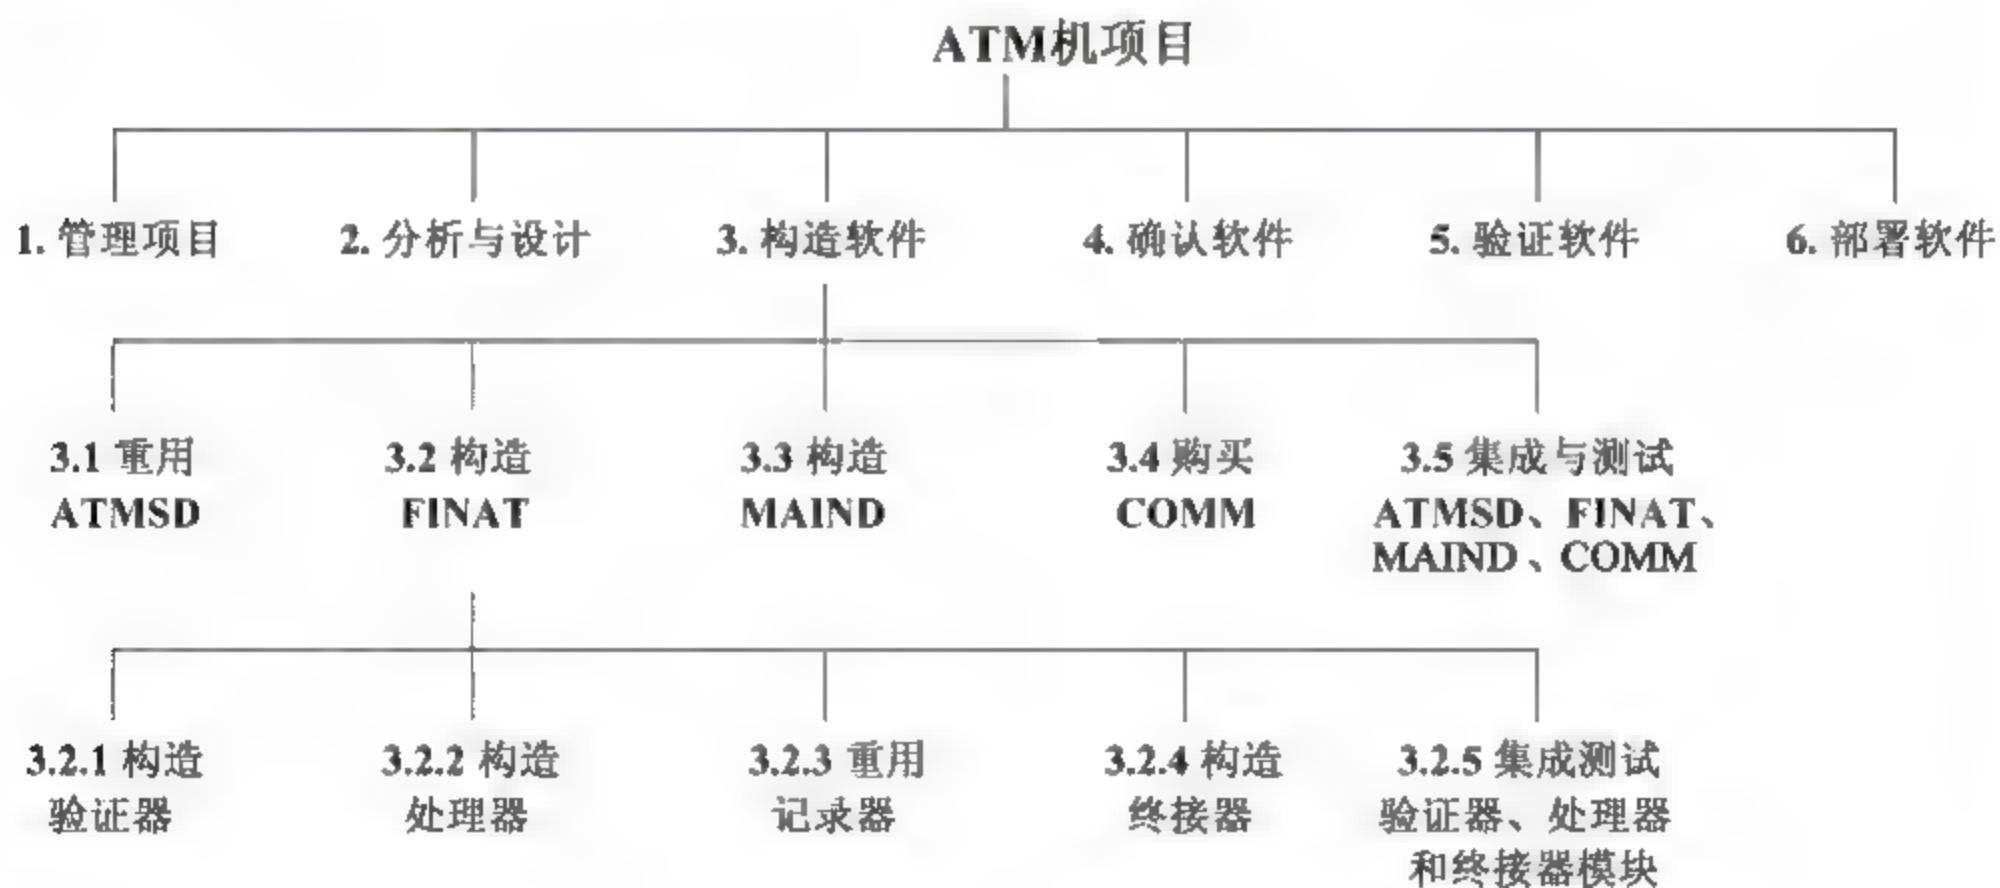 ATM机项目
1. 管理项目
2. 分析与设计
3. 构造软件
4. 确认软件
5. 验证软件
6. 部署软件
3.1 重用
ATMSD
3.2 构造
FINAT
3.3 构造
MAIND
3.4 购买
COMM
3.5 集成与测试
ATMSD、FINAT、
MAIND、COMM
3.2.1 构造
验证器
3.2.2 构造
处理器
3.2.3 重用
记录器
3.2.4 构造
终接器
3.2.5 集成测试
验证器、处理器
和终接器模块